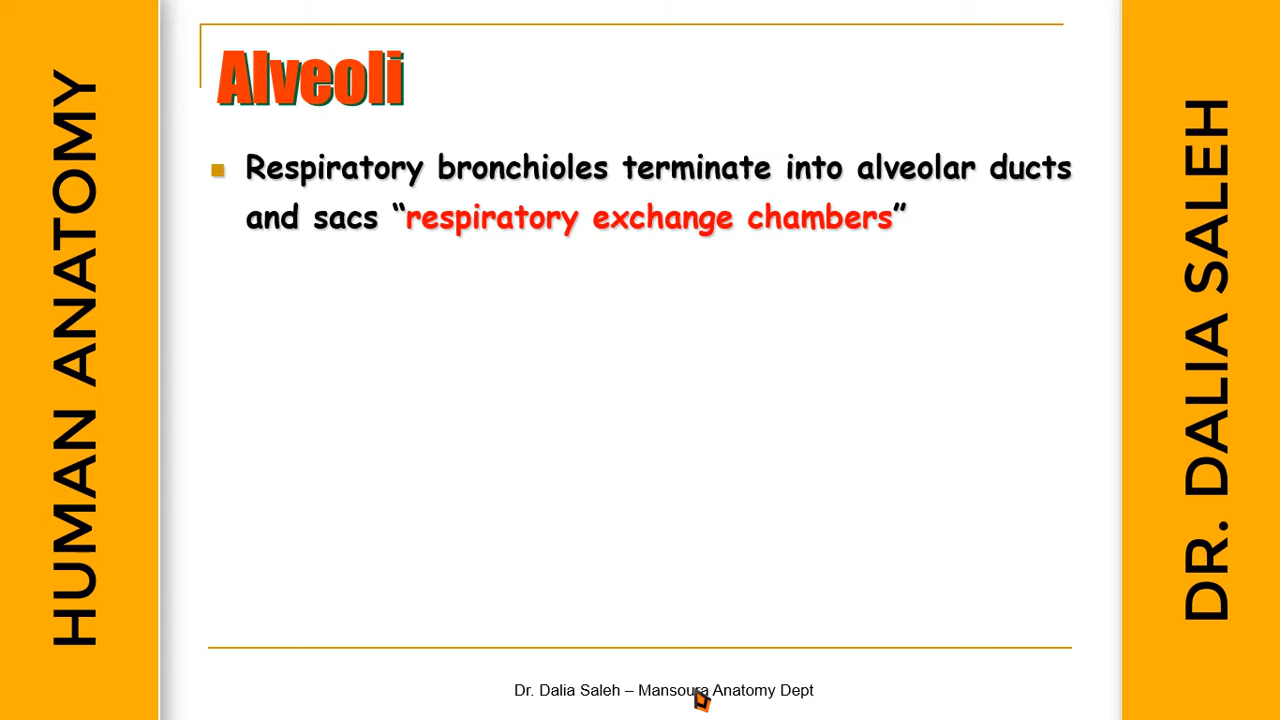 HUMAN ANATOMY
Alveoli
Respiratory bronchioles terminate into alveolar ducts
and sacs “respiratory exchange chambers”
Dr. Dalia Saleh – Mansoura Anatomy Dept
DR. DALIA SALEH